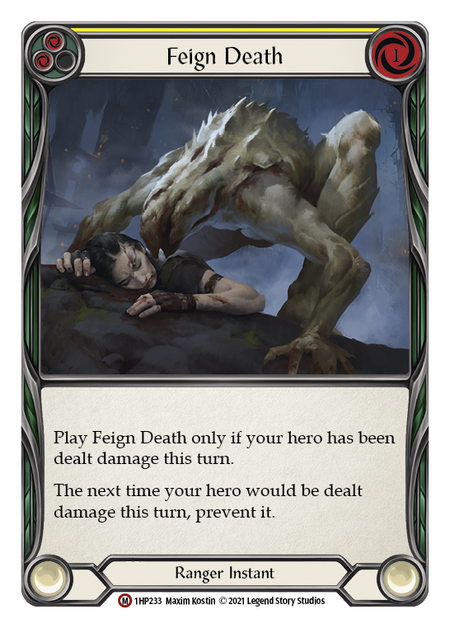 Feign Death
1
Play Feign Death only if your hero has been
dealt damage this turn.
The next time your hero would be dealt
damage this turn, prevent it.
Ranger Instant
M 1HP233 Maxim Kostin © 2021 Legend Story Studios